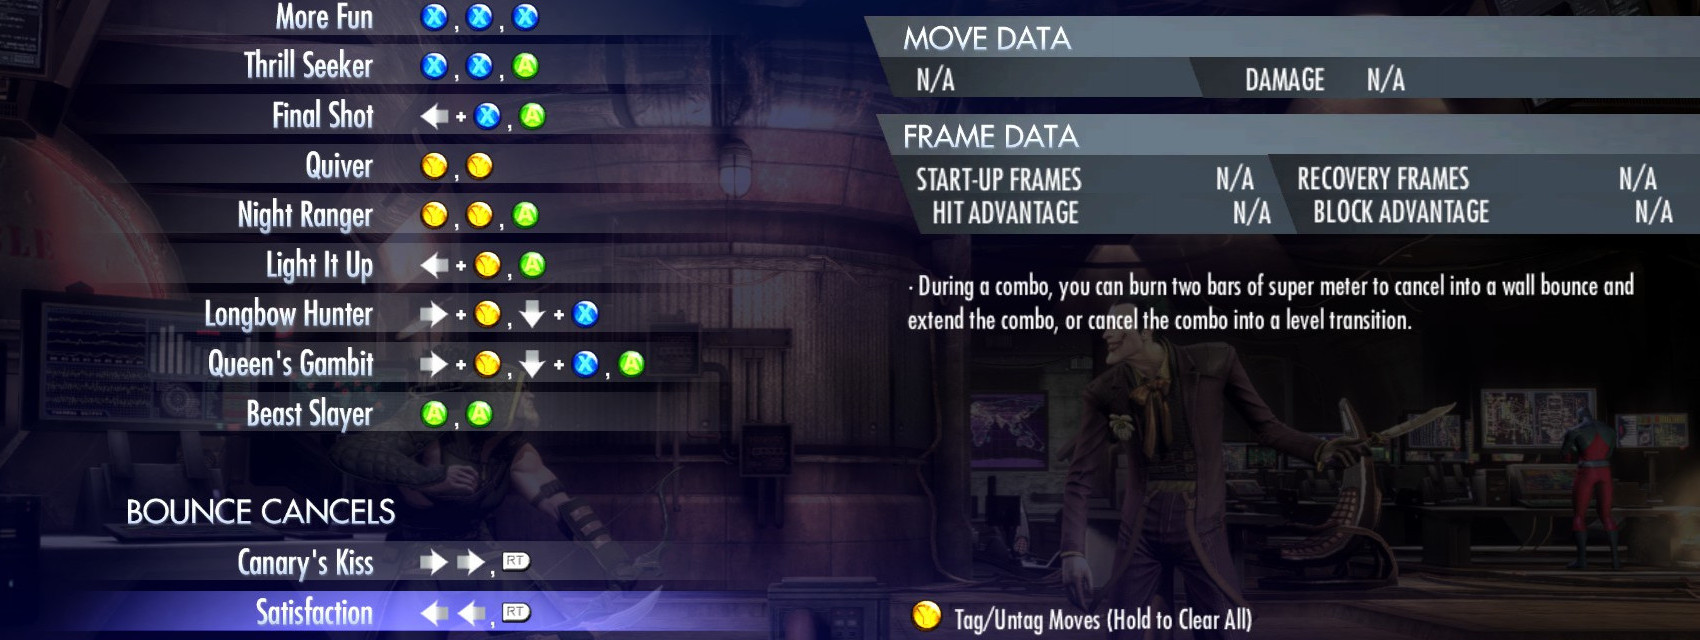 More Fun X , X , X
Thrill Seeker X , X , A
Final Shot + X , A
Quiver Y , Y
Night Ranger Y , Y , A
Light It Up + Y , A
Longbow Hunter + Y , + X
Queen's Gambit + Y , + X , A
Beast Slayer A , A
BOUNCE CANCELS
Canary's Kiss , RT
Satisfaction , RT
MOVE DATA
N/A DAMAGE N/A
FRAME DATA
START-UP FRAMES N/A RECOVERY FRAMES N/A
HIT ADVANTAGE N/A BLOCK ADVANTAGE N/A
· During a combo, you can burn two bars of super meter to cancel into a wall bounce and
extend the combo, or cancel the combo into a level transition.
Y Tag/Untag Moves (Hold to Clear All)